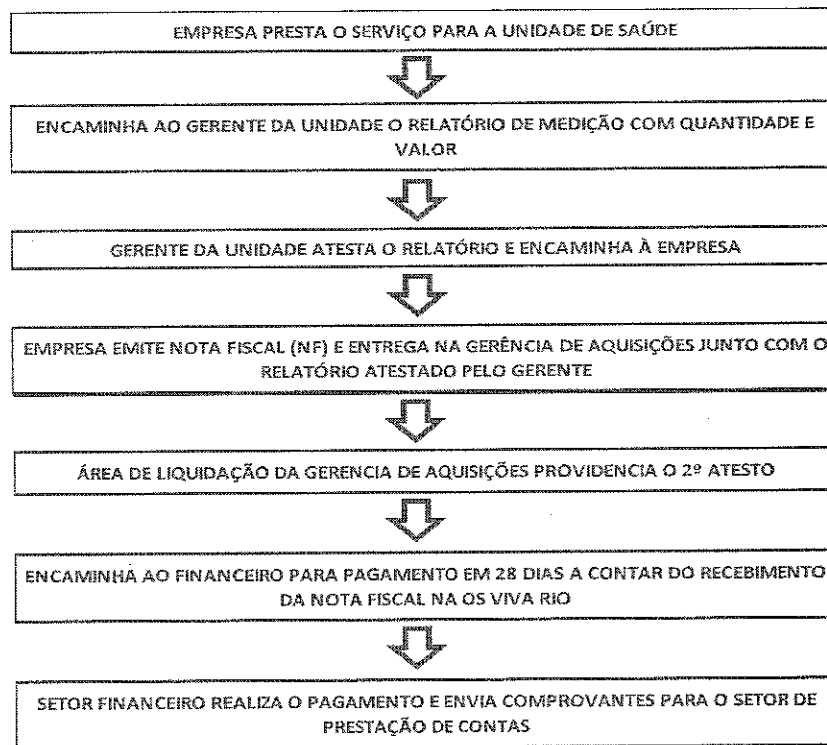 EMPRESA PRESTA O SERVIÇO PARA A UNIDADE DE SAÚDE
ENCAMINHA AO GERENTE DA UNIDADE O RELATÓRIO DE MEDIÇÃO COM QUANTIDADE E
VALOR
GERENTE DA UNIDADE ATESTA O RELATÓRIO E ENCAMINHA À EMPRESA
EMPRESA EMITE NOTA FISCAL (NF) E ENTREGA NA GERÊNCIA DE AQUISIÇÕES JUNTO COM O
RELATÓRIO ATESTADO PELO GERENTE
ÁREA DE LIQUIDAÇÃO DA GERENCIA DE AQUISIÇÕES PROVIDENCIA O 2º ATESTO
ENCAMINHA AO FINANCEIRO PARA PAGAMENTO EM 28 DIAS A CONTAR DO RECEBIMENTO
DA NOTA FISCAL NA OS VIVA RIO
SETOR FINANCEIRO REALIZA O PAGAMENTO E ENVIA COMPROVANTES PARA O SETOR DE
PRESTAÇÃO DE CONTAS